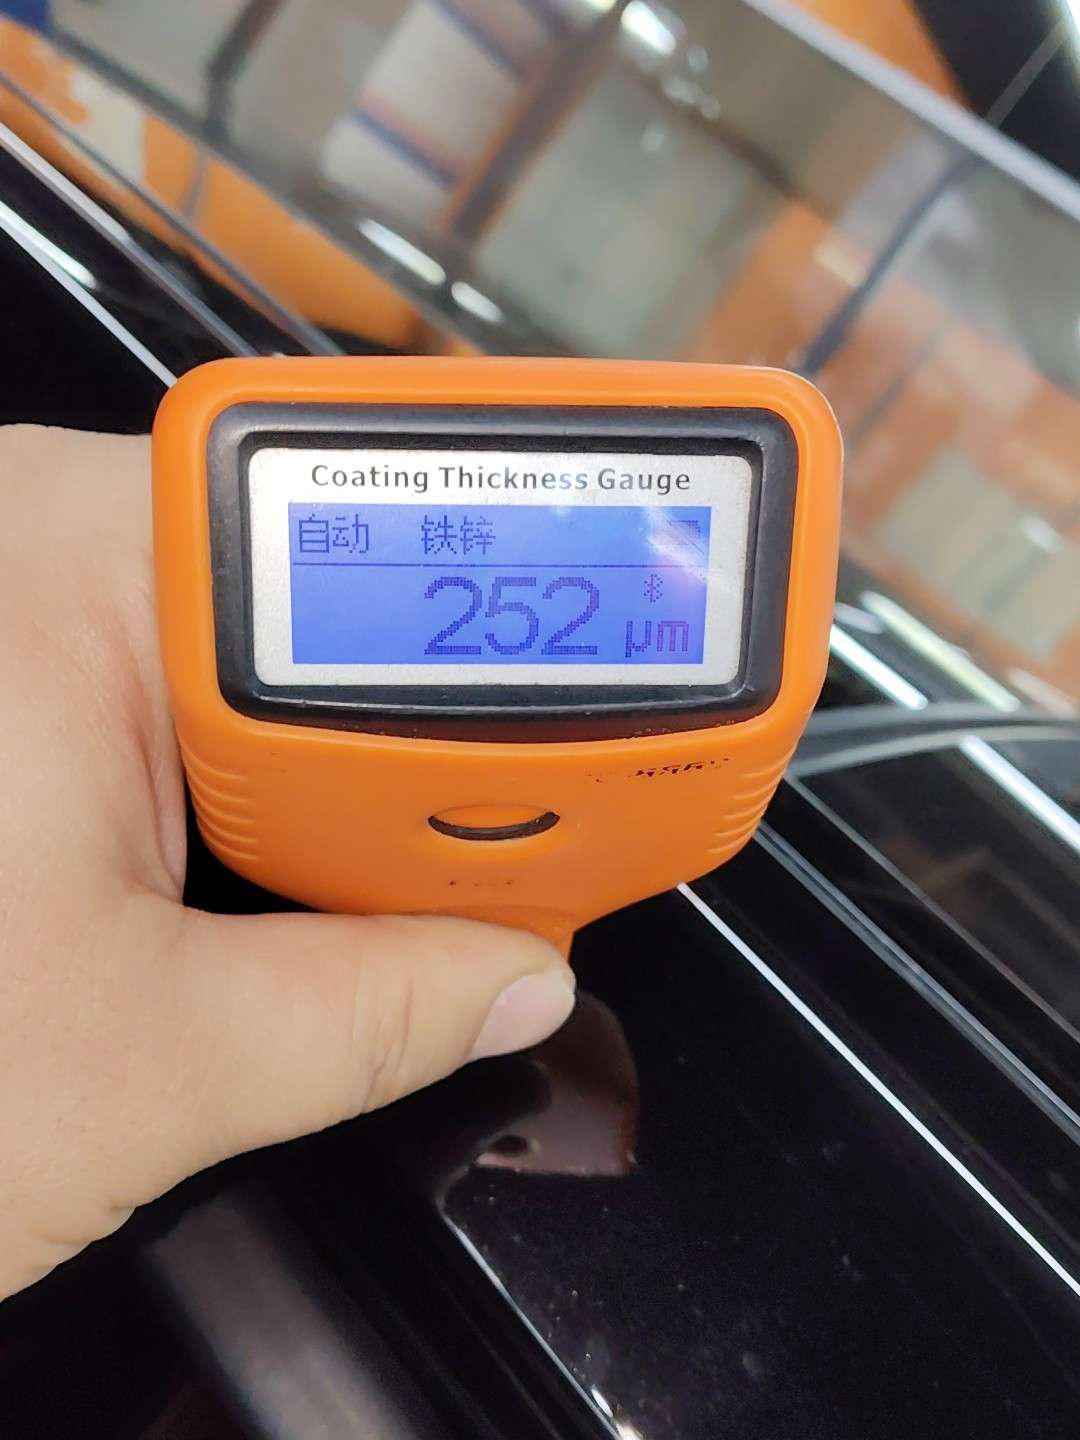 Coating Thickness Gauge
自动 铁锌
252 μm